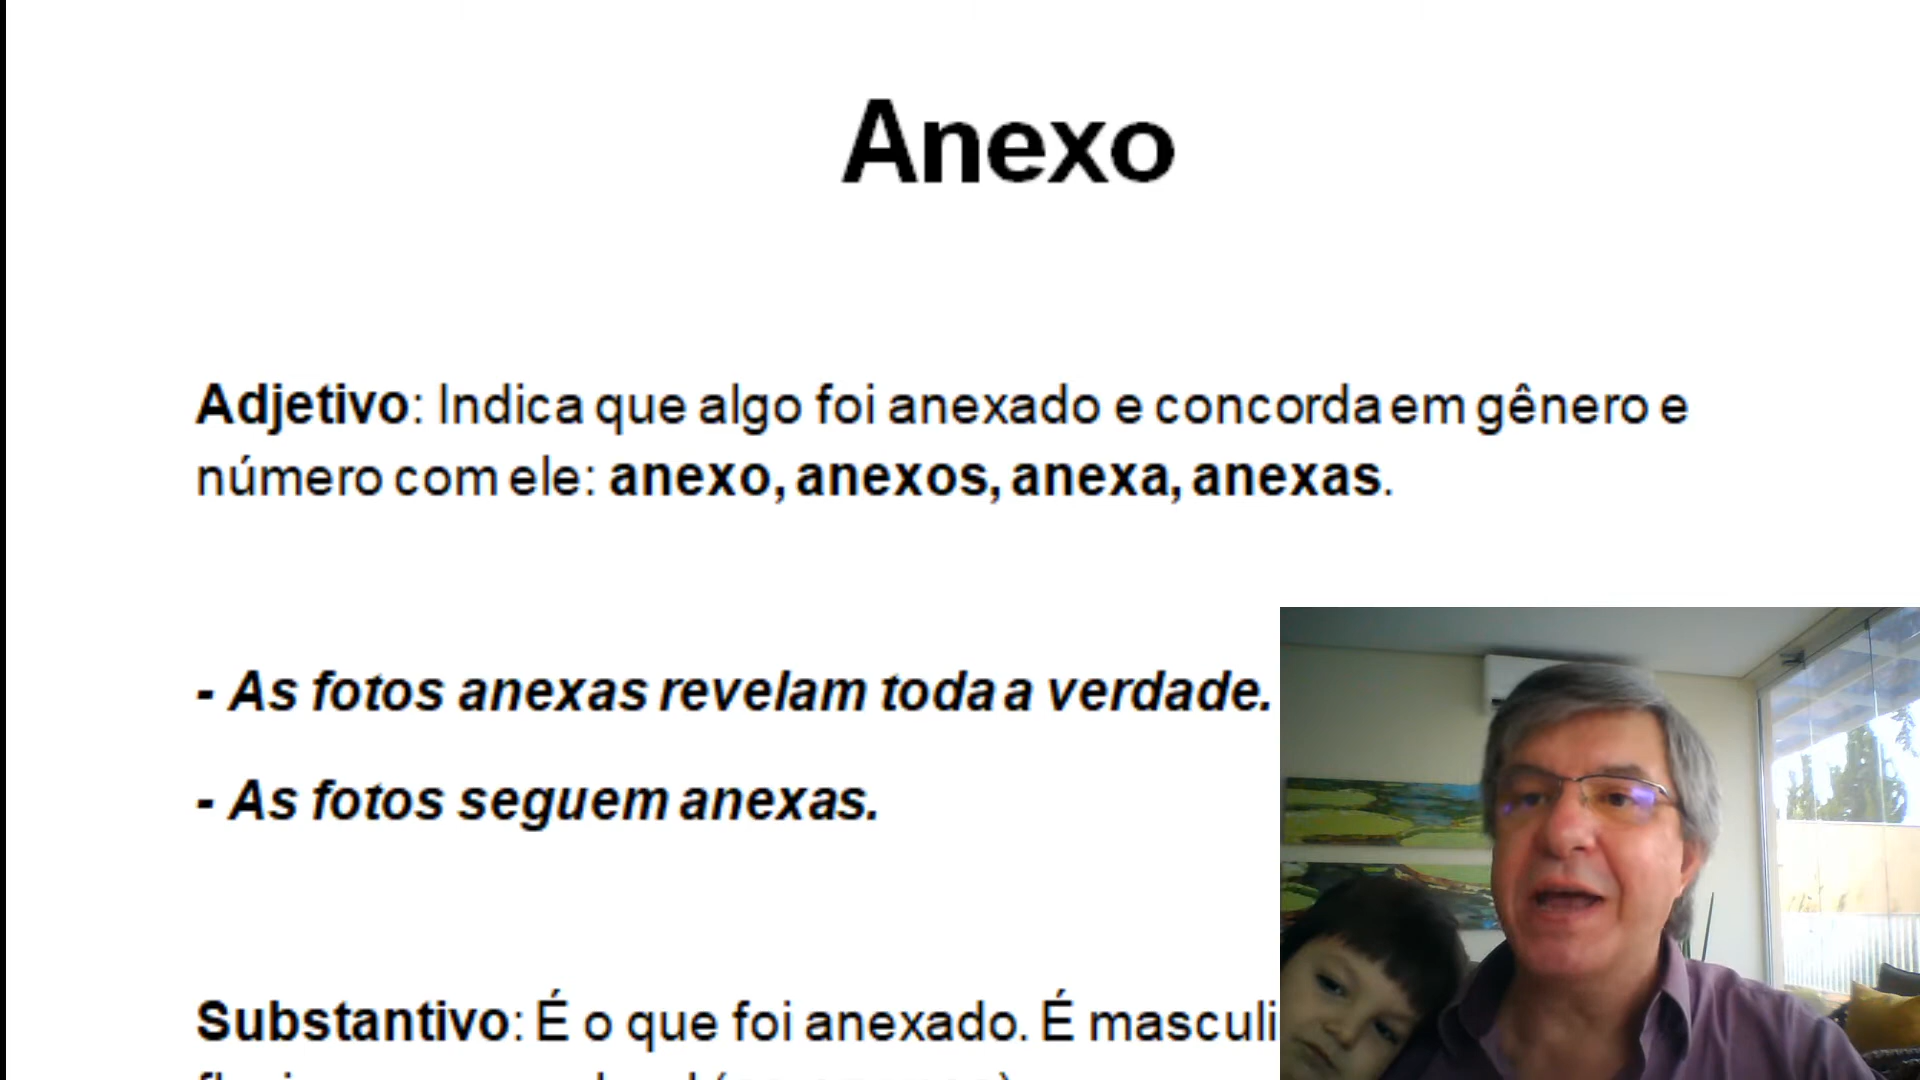 Anexo
Adjetivo: Indica que algo foi anexado e concorda em gênero e
número com ele: anexo, anexos, anexa, anexas.
- As fotos anexas revelam toda a verdade.
- As fotos seguem anexas.
Substantivo: É o que foi anexado. É masculi